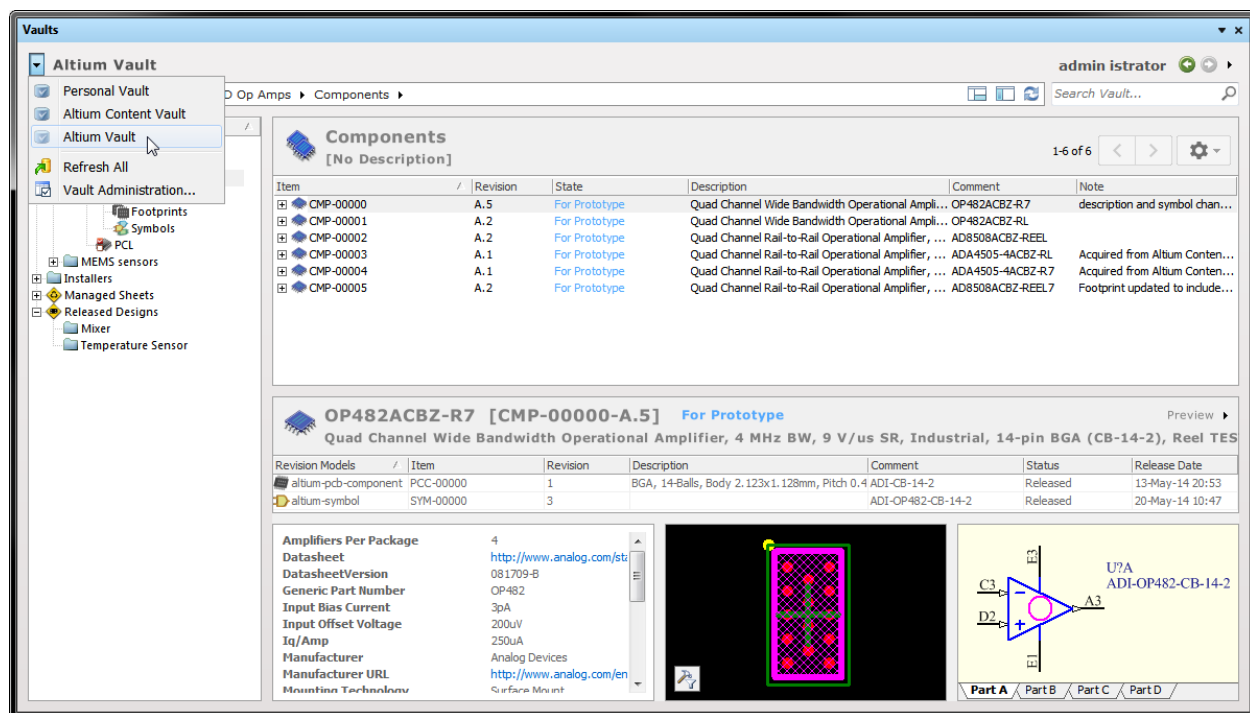 Vaults
Altium Vault
admin istrator
Personal Vault
Altium Content Vault
Altium Vault
Refresh All
Vault Administration...
D Op Amps Components
Search Vault...
Footprints
Symbols
PCL
MEMS sensors
Installers
Managed Sheets
Released Designs
Mixer
Temperature Sensor
Components
[No Description]
1-6 of 6
Item / Revision State Description Comment Note
CMP-00000 A.5 For Prototype Quad Channel Wide Bandwidth Operational Ampli... OP482ACBZ-R7 description and symbol chan...
CMP-00001 A.2 For Prototype Quad Channel Wide Bandwidth Operational Ampli... OP482ACBZ-RL
CMP-00002 A.2 For Prototype Quad Channel Rail-to-Rail Operational Amplifier, ... AD8508ACBZ-REEL
CMP-00003 A.1 For Prototype Quad Channel Rail-to-Rail Operational Amplifier, ... ADA4505-4ACBZ-RL Acquired from Altium Conten...
CMP-00004 A.1 For Prototype Quad Channel Rail-to-Rail Operational Amplifier, ... ADA4505-4ACBZ-R7 Acquired from Altium Conten...
CMP-00005 A.2 For Prototype Quad Channel Rail-to-Rail Operational Amplifier, ... AD8508ACBZ-REEL7 Footprint updated to include...
OP482ACBZ-R7 [CMP-00000-A.5] For Prototype Preview
Quad Channel Wide Bandwidth Operational Amplifier, 4 MHz BW, 9 V/us SR, Industrial, 14-pin BGA (CB-14-2), Reel TES
Revision Models / Item Revision Description Comment Status Release Date
altium-pcb-component PCC-00000 1 BGA, 14-Balls, Body 2.123x1.128mm, Pitch 0.4 ADI-CB-14-2 Released 13-May-14 20:53
altium-symbol SYM-00000 3 ADI-OP482-CB-14-2 Released 20-May-14 10:47
Amplifiers Per Package 4
Datasheet http://www.analog.com/sta
DatasheetVersion 081709-B
Generic Part Number OP482
Input Bias Current 3pA
Input Offset Voltage 200uV
Iq/Amp 250uA
Manufacturer Analog Devices
Manufacturer URL http://www.analog.com/en
Mounting Technology Surface Mount
E3
U?A
ADI-OP482-CB-14-2
C3
A3
D2
E1
Part A Part B Part C Part D